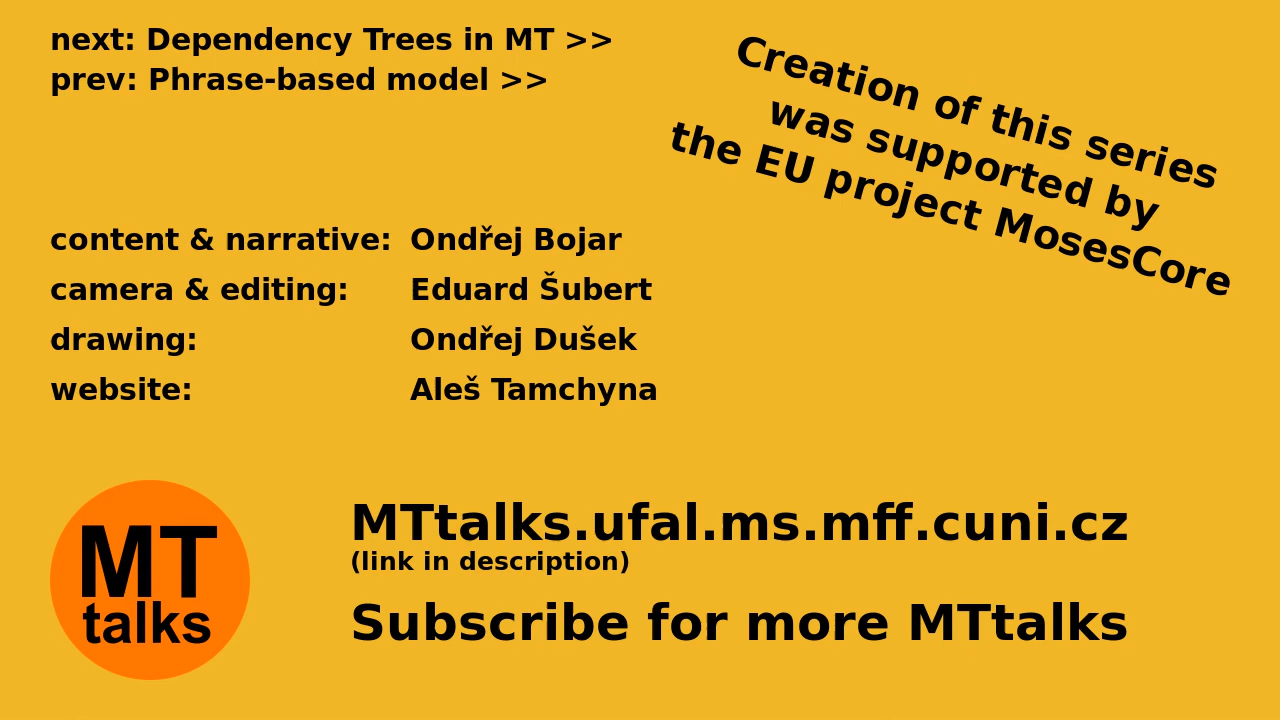 next: Dependency Trees in MT >>
prev: Phrase-based model >>
Creation of this series
was supported by
the EU project MosesCore
content & narrative: Ondřej Bojar
camera & editing: Eduard Šubert
drawing: Ondřej Dušek
website: Aleš Tamchyna
MT
talks
MTtalks.ufal.ms.mff.cuni.cz
(link in description)
Subscribe for more MTtalks